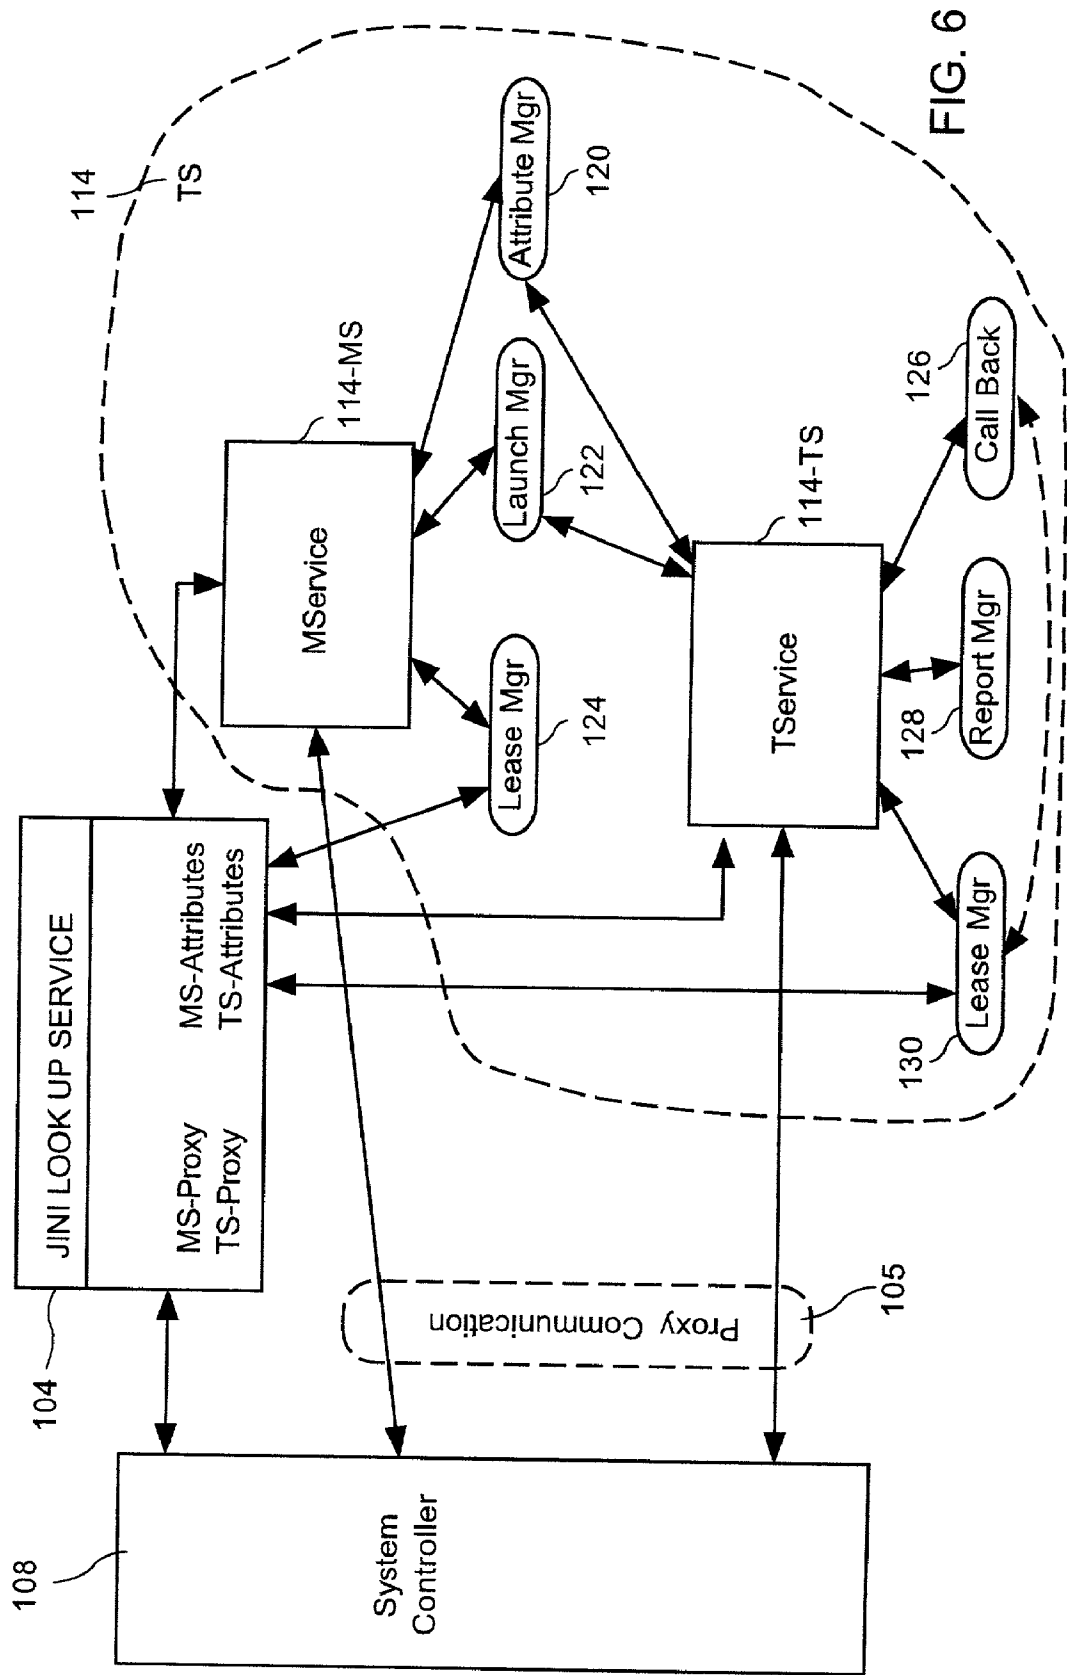 108
System
Controller
104
JINI LOOK UP SERVICE
MS-Proxy MS-Attributes
TS-Proxy TS-Attributes
Proxy Communication
105
114
TS
MService
114-MS
Lease Mgr
124
Launch Mgr
122
Attribute Mgr
120
TService
114-TS
130
Lease Mgr
128
Report Mgr
126
Call Back
FIG. 6